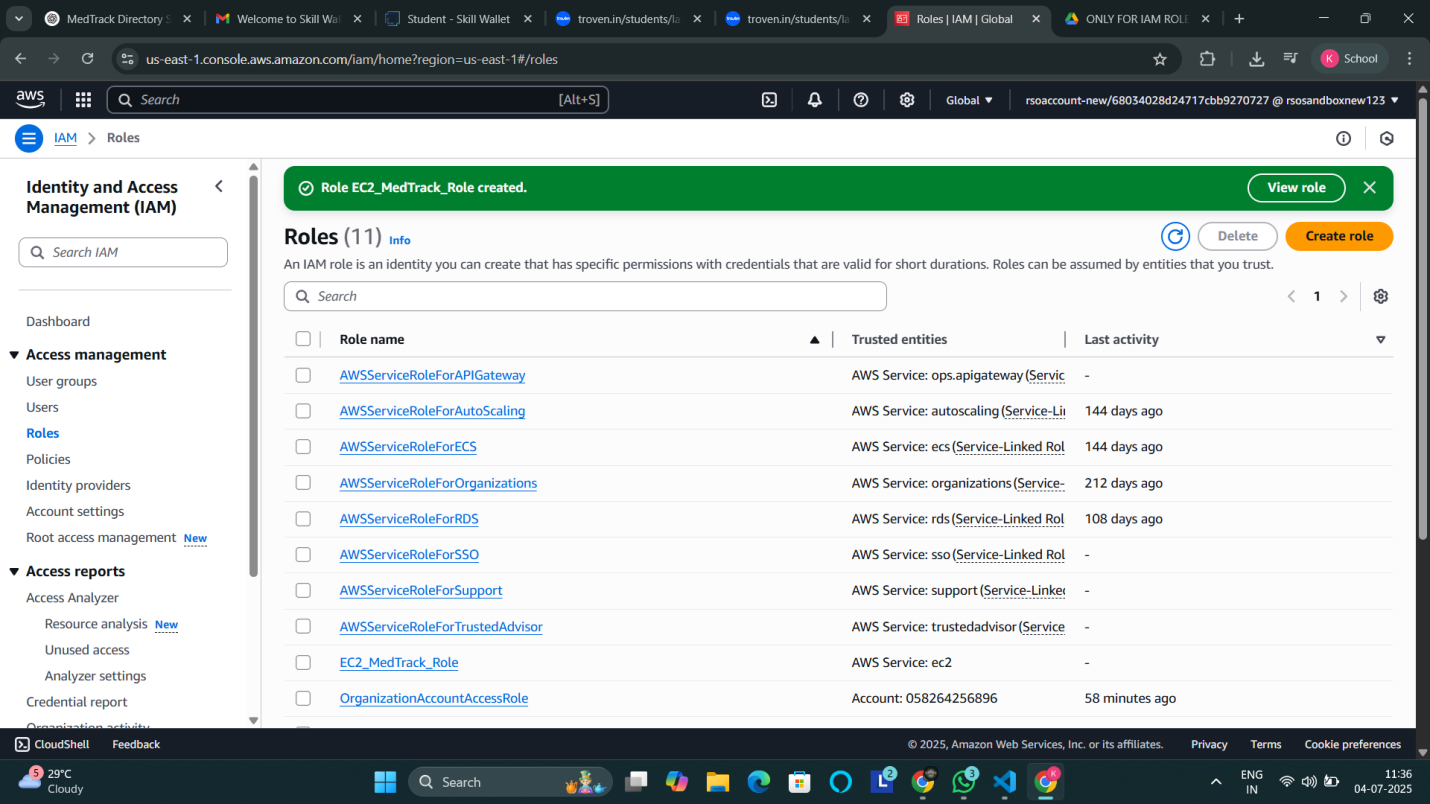 MedTrack Directory S
Welcome to Skill Wal
Student - Skill Wallet
troven.in/students/la
troven.in/students/la
Roles | IAM | Global
ONLY FOR IAM ROLE
us-east-1.console.aws.amazon.com/iam/home?region=us-east-1#/roles
K School
aws
Search [Alt+S]
Global
rsoaccount-new/68034028d24717cbb9270727 @ rsosandboxnew123
IAM > Roles
Identity and Access
Management (IAM)
Search IAM
Dashboard
Access management
User groups
Users
Roles
Policies
Identity providers
Account settings
Root access management New
Access reports
Access Analyzer
Resource analysis New
Unused access
Analyzer settings
Credential report
Organization activity
Role EC2_MedTrack_Role created.
View role
Roles (11) Info
Delete
Create role
An IAM role is an identity you can create that has specific permissions with credentials that are valid for short durations. Roles can be assumed by entities that you trust.
Search
1
Role name Trusted entities Last activity
AWSServiceRoleForAPIGateway AWS Service: ops.apigateway (Servic -
AWSServiceRoleForAutoScaling AWS Service: autoscaling (Service-Li 144 days ago
AWSServiceRoleForECS AWS Service: ecs (Service-Linked Rol 144 days ago
AWSServiceRoleForOrganizations AWS Service: organizations (Service- 212 days ago
AWSServiceRoleForRDS AWS Service: rds (Service-Linked Rol 108 days ago
AWSServiceRoleForSSO AWS Service: sso (Service-Linked Rol -
AWSServiceRoleForSupport AWS Service: support (Service-Linke -
AWSServiceRoleForTrustedAdvisor AWS Service: trustedadvisor (Service -
EC2_MedTrack_Role AWS Service: ec2 -
OrganizationAccountAccessRole Account: 058264256896 58 minutes ago
CloudShell Feedback
© 2025, Amazon Web Services, Inc. or its affiliates. Privacy Terms Cookie preferences
5
29°C
Cloudy
Search
L 2
3
K
ENG
IN
11:36
04-07-2025